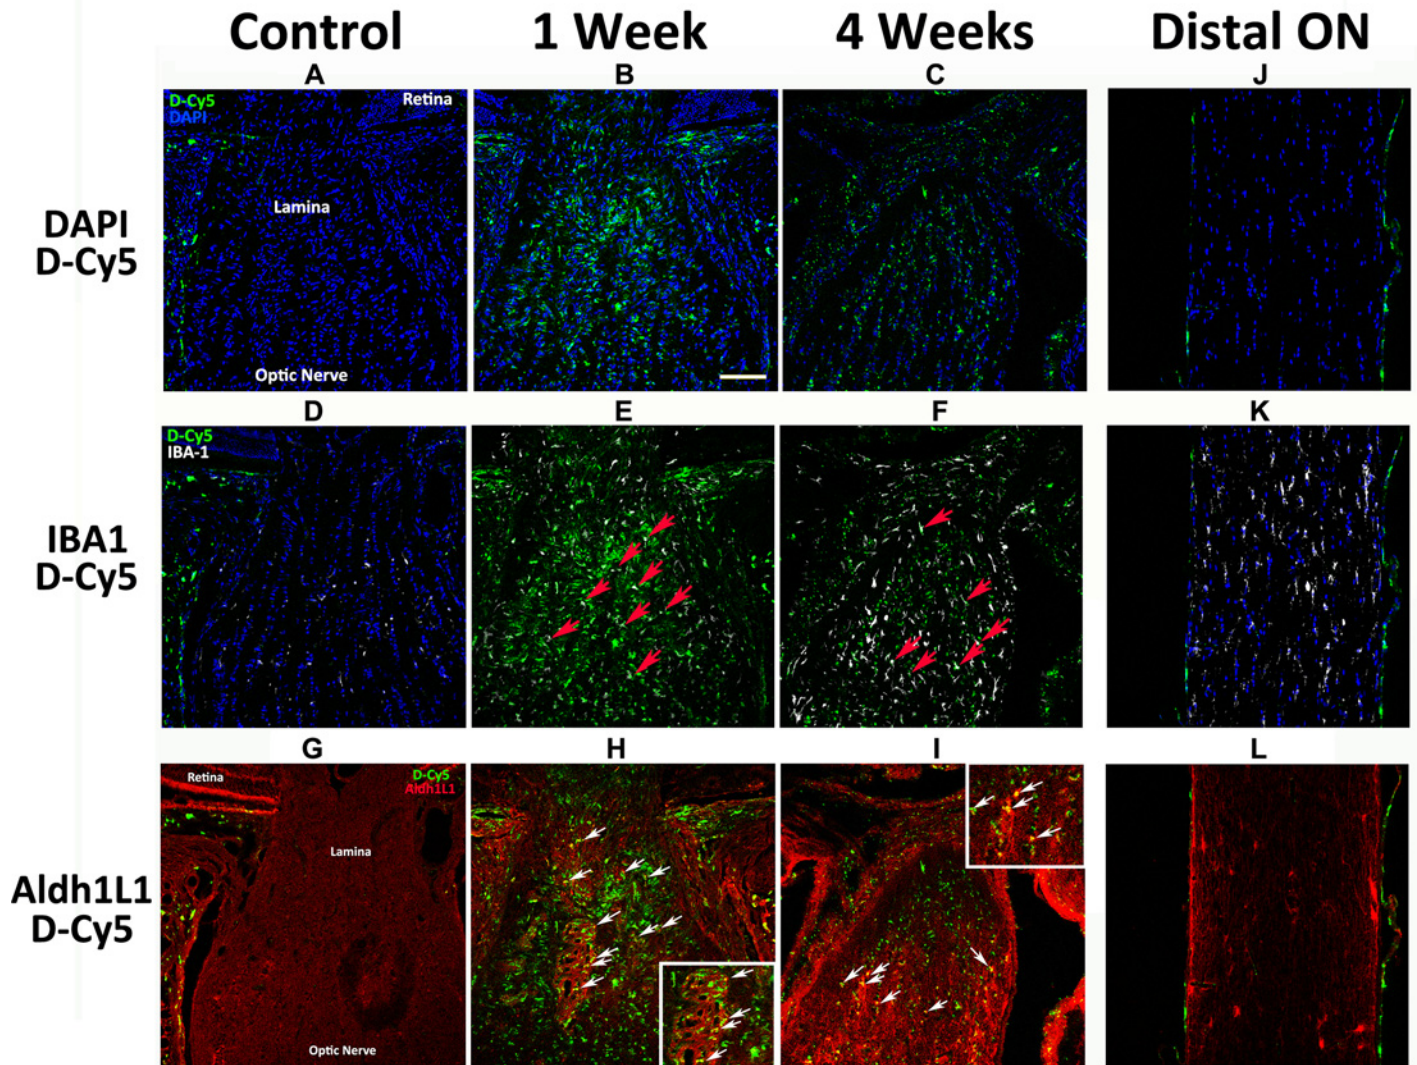 Control 1 Week 4 Weeks Distal ON
A B C J
DAPI
D-Cy5
D-Cy5
DAPI
Retina
Lamina
Optic Nerve
D E F K
IBA1
D-Cy5
D-Cy5
IBA-1
G H I L
Aldh1L1
D-Cy5
Retina
D-Cy5
Aldh1L1
Lamina
Optic Nerve